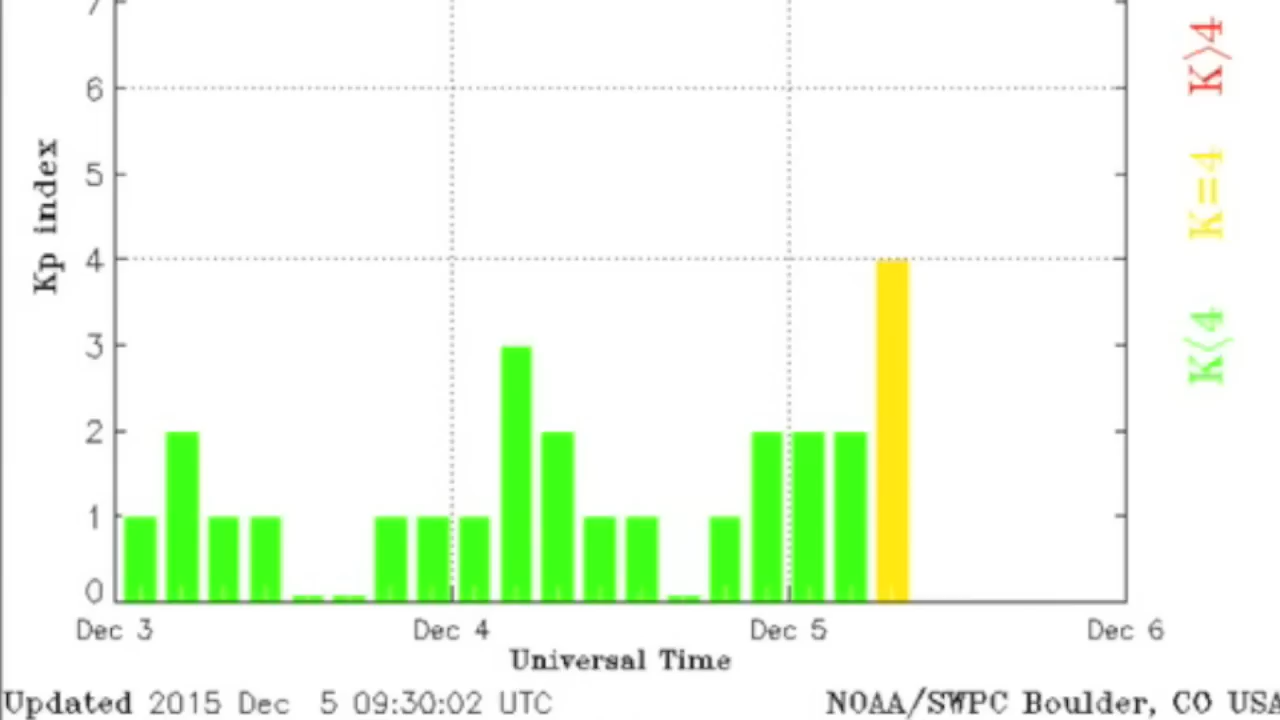 7
6
5
4
3
2
1
0
Kp index
Dec 3 Dec 4 Dec 5 Dec 6
Universal Time
K<4 K=4 K>4
Updated 2015 Dec 5 09:30:02 UTC
NOAA/SWPC Boulder, CO USA